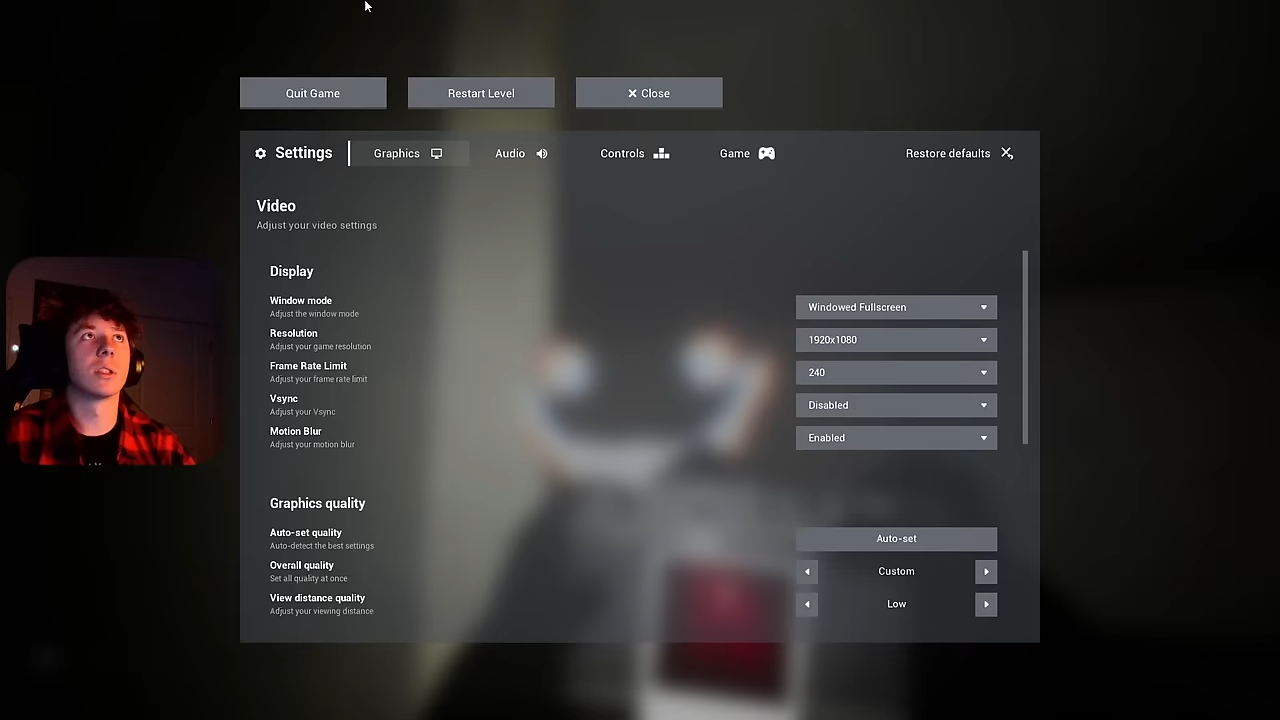 Quit Game
Restart Level
Close
Settings
Graphics
Audio
Controls
Game
Restore defaults
Video
Adjust your video settings
Display
Window mode
Adjust the window mode
Windowed Fullscreen
Resolution
Adjust your game resolution
1920x1080
Frame Rate Limit
Adjust your frame rate limit
240
Vsync
Adjust your Vsync
Disabled
Motion Blur
Adjust your motion blur
Enabled
Graphics quality
Auto-set quality
Auto-detect the best settings
Auto-set
Overall quality
Set all quality at once
Custom
View distance quality
Adjust your viewing distance
Low